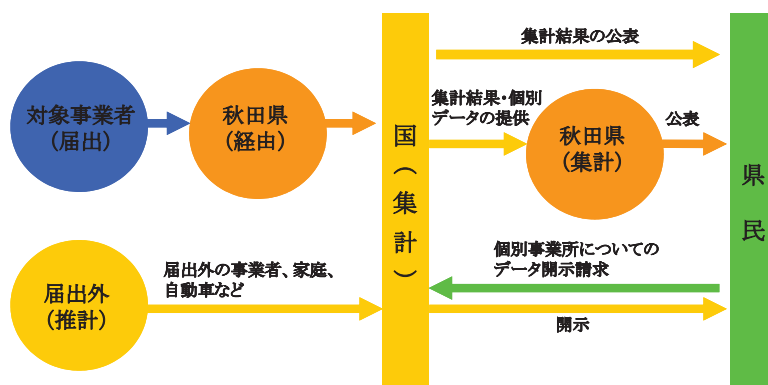 対象事業者
(届出)
秋田県
(経由)
国(集計)
集計結果の公表
集計結果・個別
データの提供
秋田県
(集計)
公表
県民
届出外
(推計)
届出外の事業者、家庭、
自動車など
個別事業所についての
データ開示請求
開示